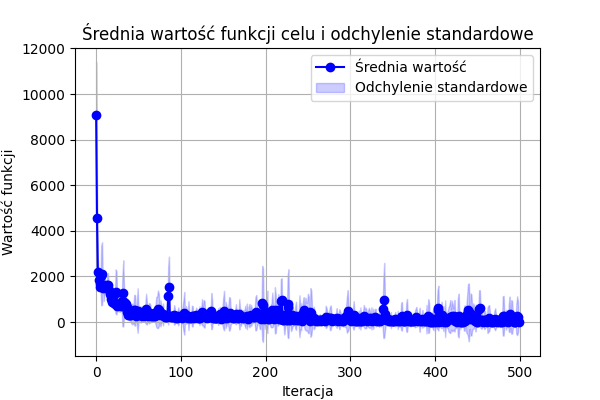 Średnia wartość funkcji celu i odchylenie standardowe
Średnia wartość
Odchylenie standardowe
Wartość funkcji
12000
10000
8000
6000
4000
2000
0
0 100 200 300 400 500
Iteracja